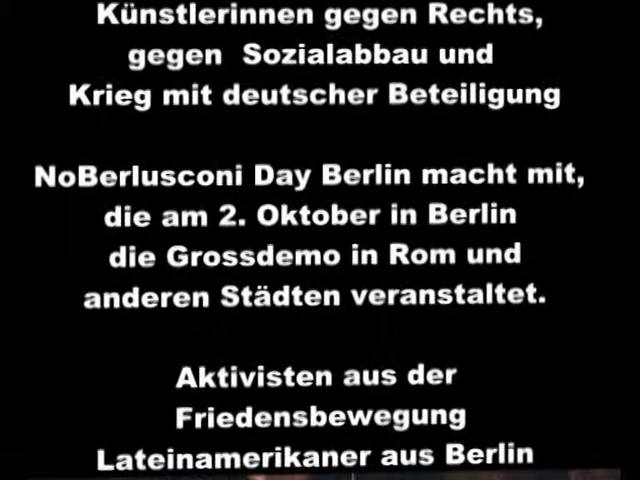 Künstlerinnen gegen Rechts,
gegen Sozialabbau und
Krieg mit deutscher Beteiligung
NoBerlusconi Day Berlin macht mit,
die am 2. Oktober in Berlin
die Grossdemo in Rom und
anderen Städten veranstaltet.
Aktivisten aus der
Friedensbewegung
Lateinamerikaner aus Berlin